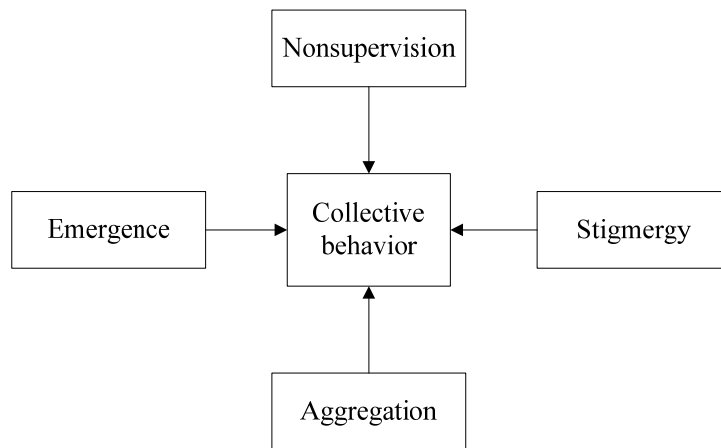 Nonsupervision
Emergence
Collective
behavior
Stigmergy
Aggregation